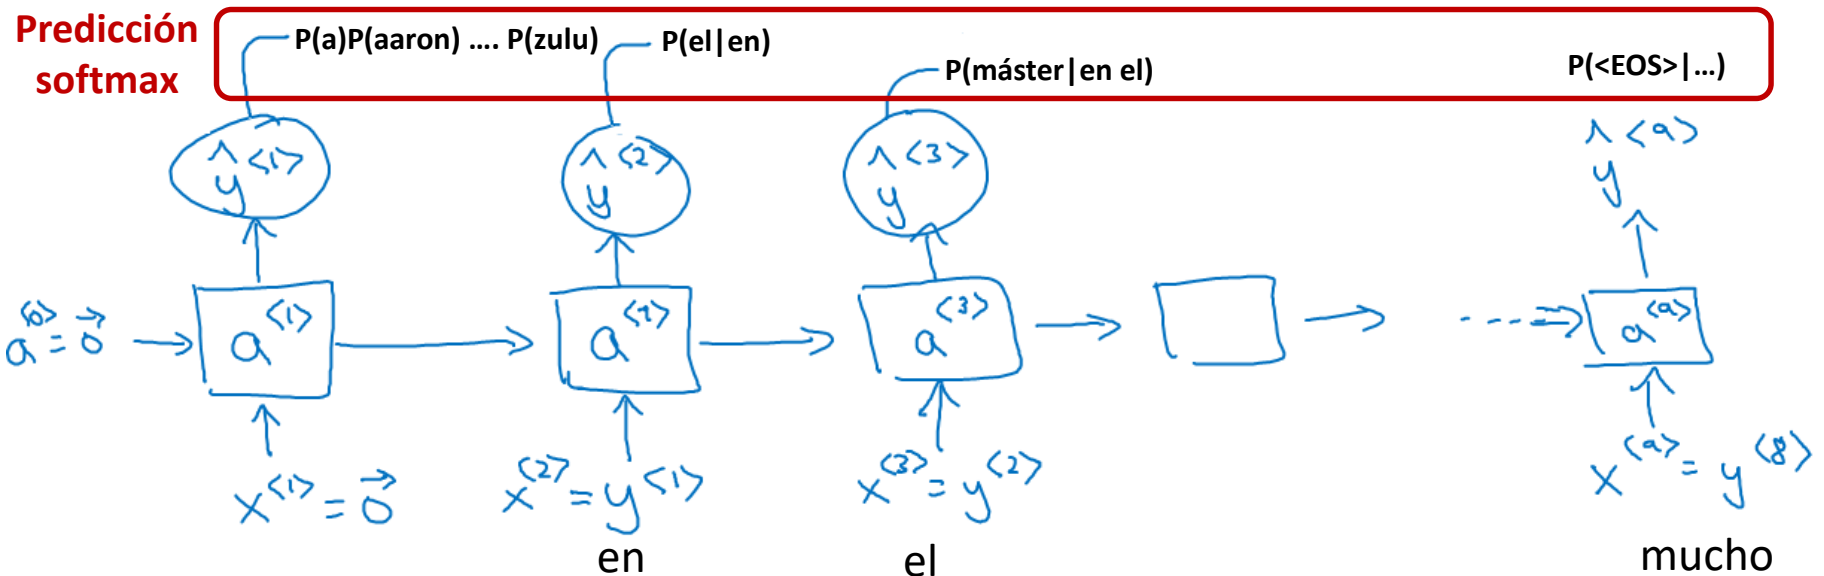 Predicción
softmax
P(a)P(aaron) …. P(zulu)
P(el|en)
P(máster|en el)
P(<EOS>|…)
ŷ<1>
ŷ<2>
ŷ<3>
ŷ<9>
a<0> = 0⃗
a<1>
a<2>
a<3>
a<9>
x<1> = 0⃗
x<2> = y<1>
x<3> = y<2>
x<9> = y<8>
en
el
mucho